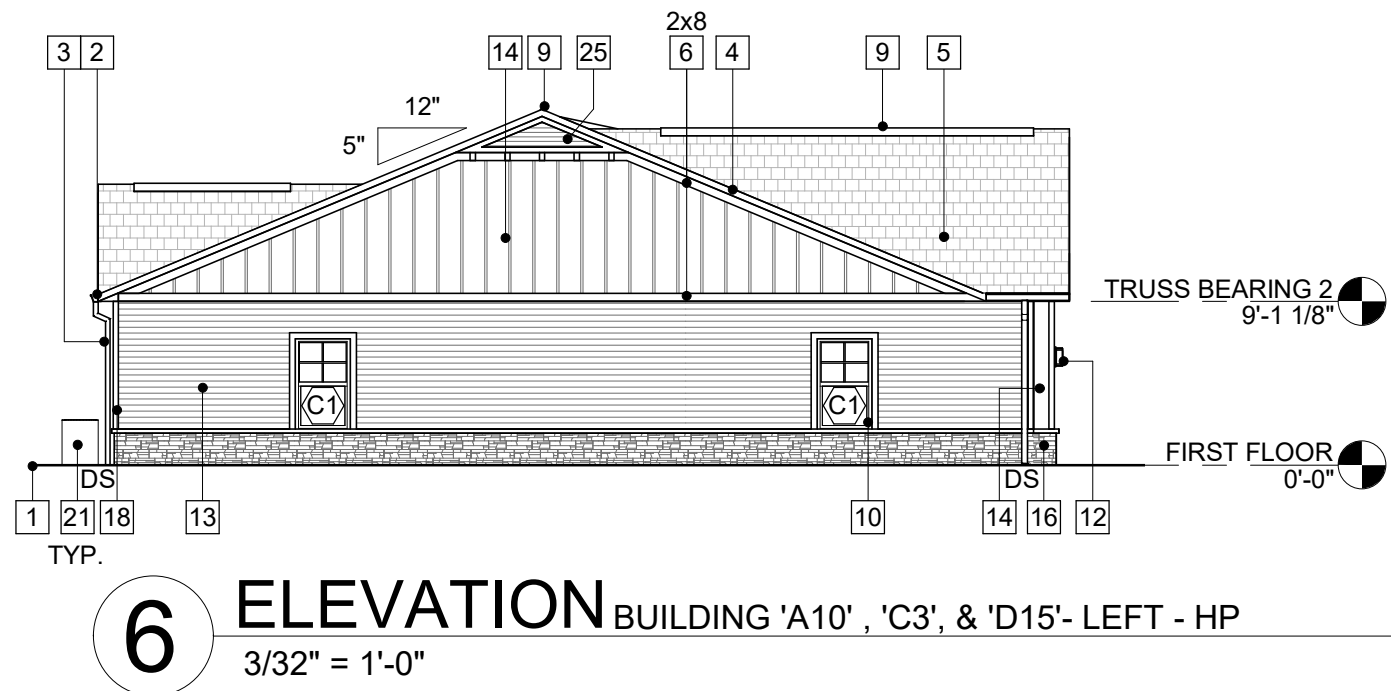 2x8
3 2 14 9 25 6 4 9 5
12"
5"
TRUSS BEARING 2
9'-1 1/8"
C1 C1
FIRST FLOOR
0'-0"
DS DS
1 21 18 13 10 14 16 12
TYP.
6 ELEVATION BUILDING 'A10' , 'C3', & 'D15'- LEFT - HP
3/32" = 1'-0"